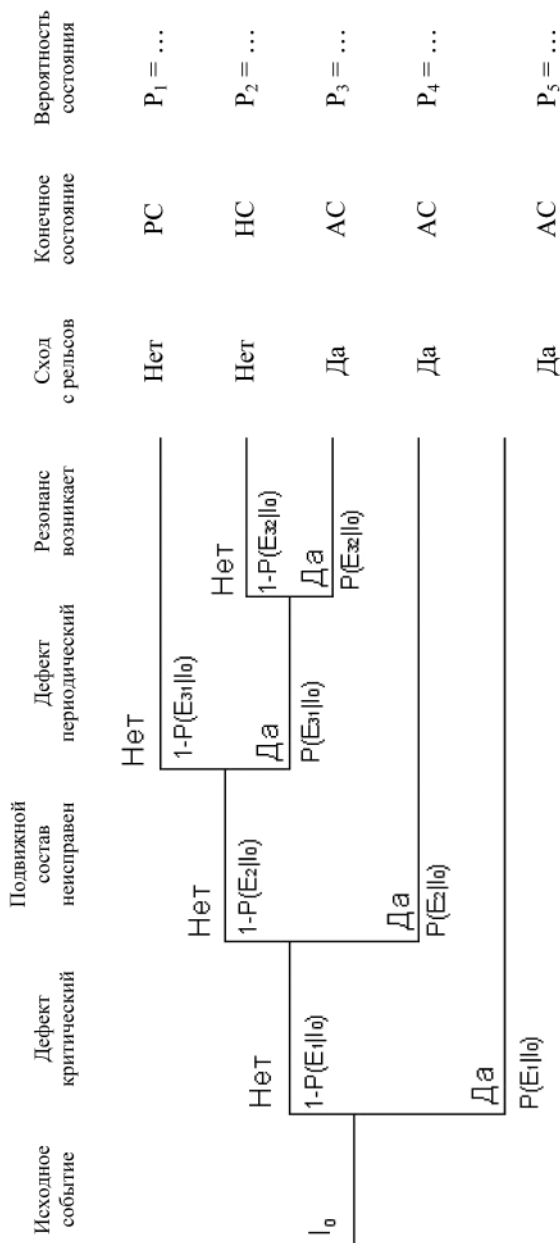 Исходное
событие
Дефект
критический
Подвижной
состав
неисправен
Дефект
периодический
Резонанс
возникает
Сход
с рельсов
Конечное
состояние
Вероятность
состояния
Нет
1-P(E31|I0)
Нет
РС
P1 = …
Нет
1-P(E2|I0)
Нет
1-P(E32|I0)
Нет
НС
P2 = …
Нет
1-P(E1|I0)
Да
P(E31|I0)
Да
P(E32|I0)
Да
АС
P3 = …
I0
Да
P(E2|I0)
Да
АС
P4 = …
Да
P(E1|I0)
Да
АС
P5 = …